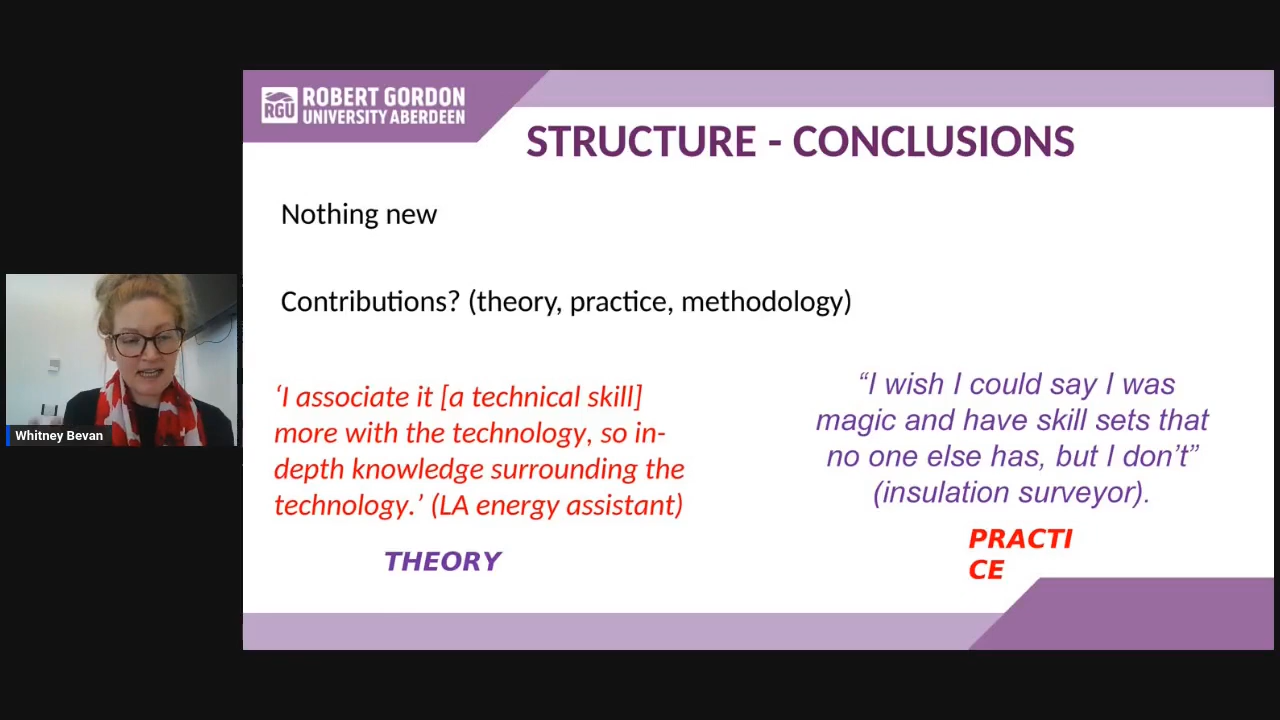 RGU
ROBERT GORDON
UNIVERSITY ABERDEEN
STRUCTURE - CONCLUSIONS
Nothing new
Contributions? (theory, practice, methodology)
‘I associate it [a technical skill]
more with the technology, so in-
depth knowledge surrounding the
technology.’ (LA energy assistant)
THEORY
“I wish I could say I was
magic and have skill sets that
no one else has, but I don’t”
(insulation surveyor).
PRACTI
CE
Whitney Bevan